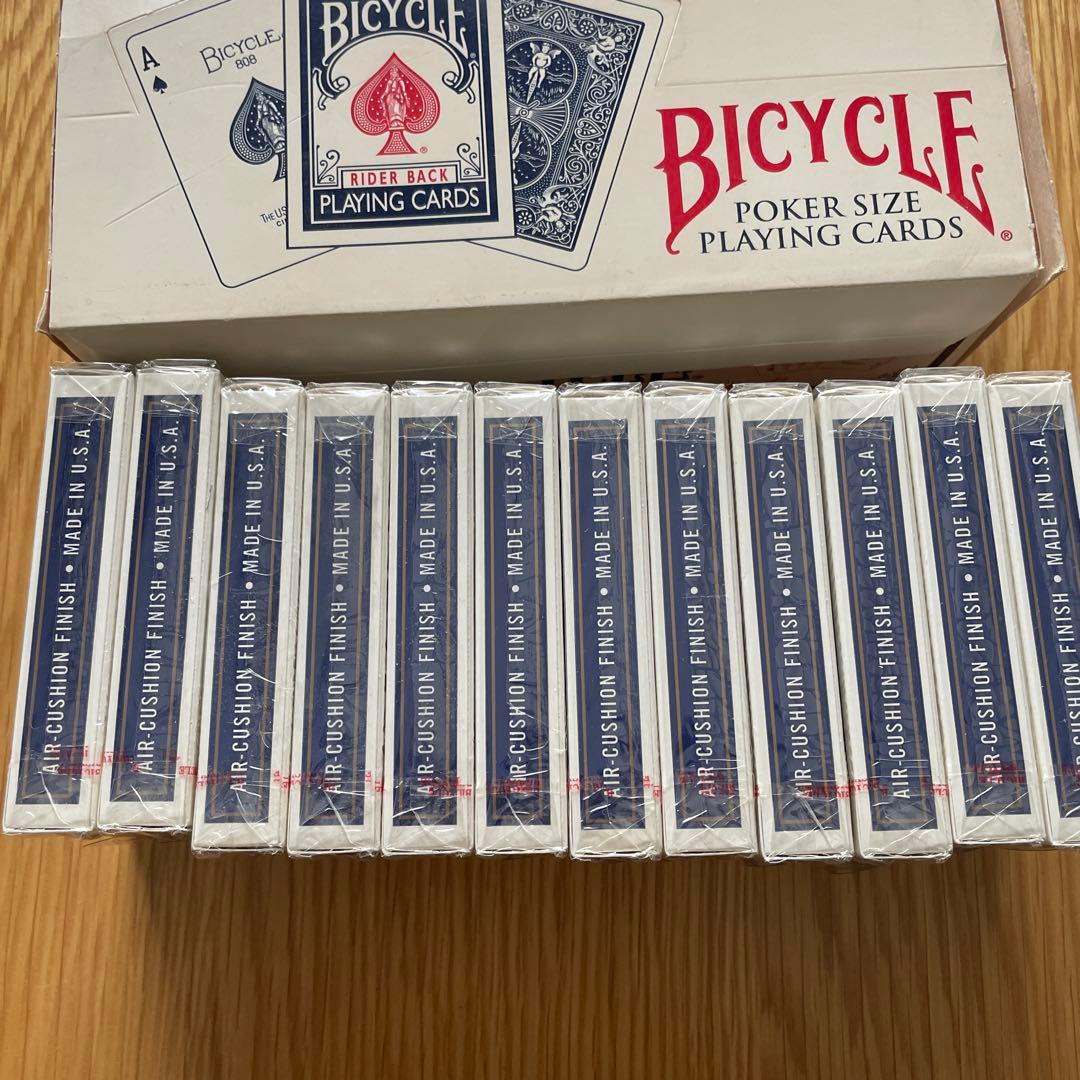 A
BICYCLE
808
THE U.S.
BICYCLE®
®
RIDER BACK
PLAYING CARDS
BICYCLE®
POKER SIZE
PLAYING CARDS
AIR-CUSHION FINISH • MADE IN U.S.A.
AIR-CUSHION FINISH • MADE IN U.S.A.
AIR-CUSHION FINISH • MADE IN U.S.A.
AIR-CUSHION FINISH • MADE IN U.S.A.
AIR-CUSHION FINISH • MADE IN U.S.A.
AIR-CUSHION FINISH • MADE IN U.S.A.
AIR-CUSHION FINISH • MADE IN U.S.A.
AIR-CUSHION FINISH • MADE IN U.S.A.
AIR-CUSHION FINISH • MADE IN U.S.A.
AIR-CUSHION FINISH • MADE IN U.S.A.
AIR-CUSHION FINISH • MADE IN U.S.A.
CUSHION FINISH • MADE IN U.S.A.